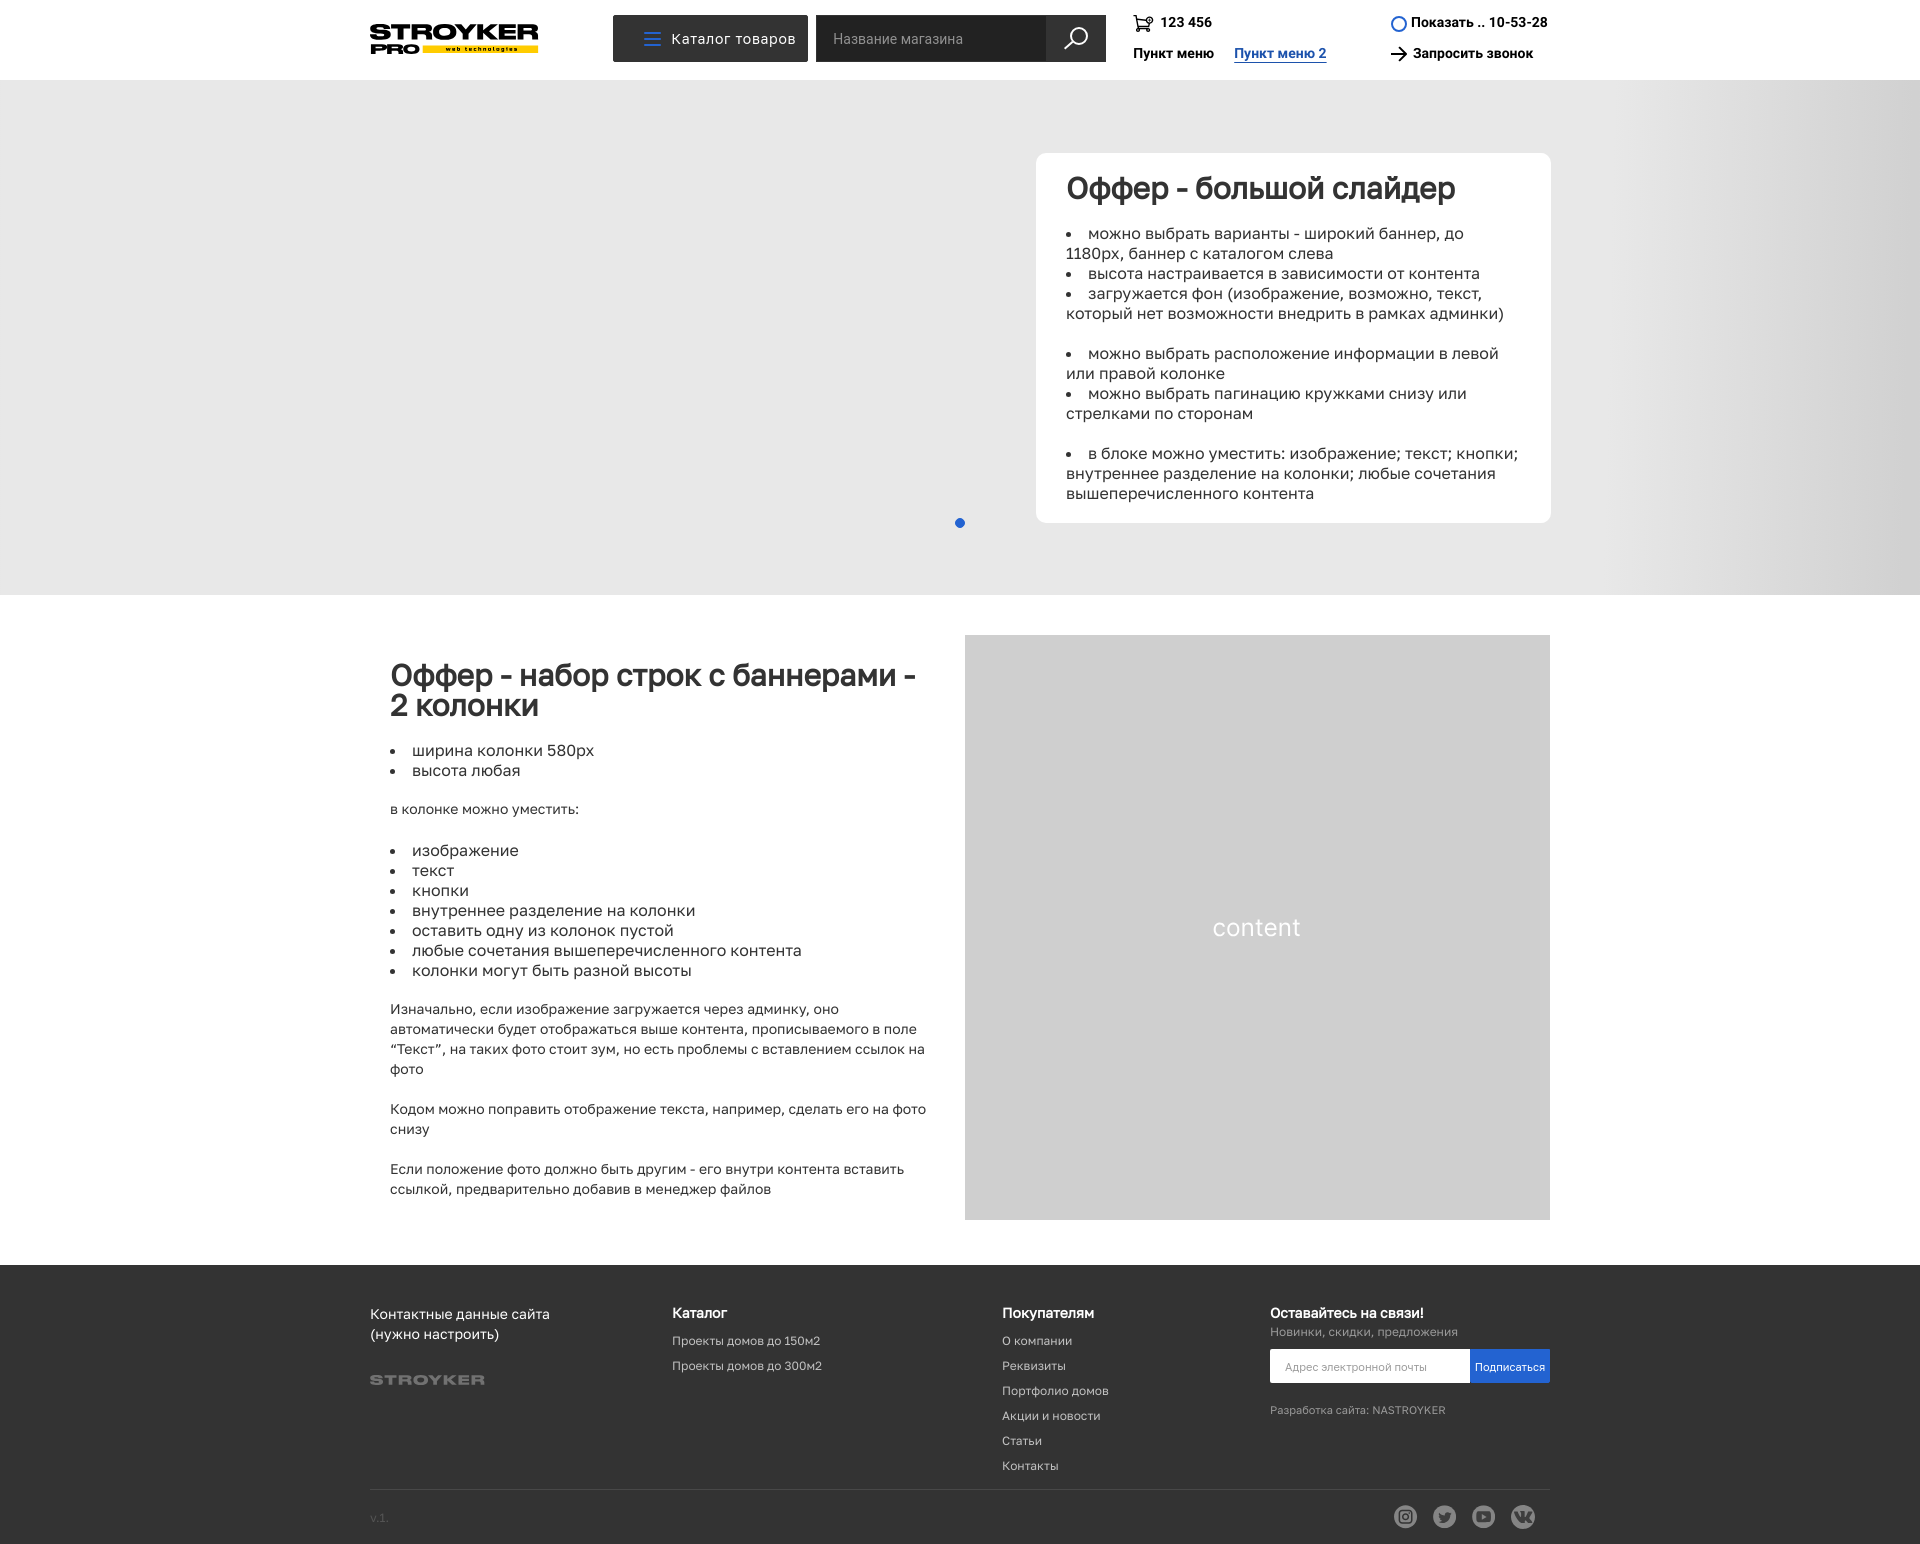 STROYKER
PRO web technologies
Каталог товаров
Название магазина
123 456
Пункт меню
Пункт меню 2
Показать .. 10-53-28
Запросить звонок
Оффер - большой слайдер
• можно выбрать варианты - широкий баннер, до
1180px, баннер с каталогом слева
• высота настраивается в зависимости от контента
• загружается фон (изображение, возможно, текст,
который нет возможности внедрить в рамках админки)
• можно выбрать расположение информации в левой
или правой колонке
• можно выбрать пагинацию кружками снизу или
стрелками по сторонам
• в блоке можно уместить: изображение; текст; кнопки;
внутреннее разделение на колонки; любые сочетания
вышеперечисленного контента
Оффер - набор строк с баннерами -
2 колонки
• ширина колонки 580px
• высота любая
в колонке можно уместить:
• изображение
• текст
• кнопки
• внутреннее разделение на колонки
• оставить одну из колонок пустой
• любые сочетания вышеперечисленного контента
• колонки могут быть разной высоты
Изначально, если изображение загружается через админку, оно
автоматически будет отображаться выше контента, прописываемого в поле
“Текст”, на таких фото стоит зум, но есть проблемы с вставлением ссылок на
фото
Кодом можно поправить отображение текста, например, сделать его на фото
снизу
Если положение фото должно быть другим - его внутри контента вставить
ссылкой, предварительно добавив в менеджер файлов
content
Контактные данные сайта
(нужно настроить)
STROYKER
Каталог
Проекты домов до 150м2
Проекты домов до 300м2
Покупателям
О компании
Реквизиты
Портфолио домов
Акции и новости
Статьи
Контакты
Оставайтесь на связи!
Новинки, скидки, предложения
Адрес электронной почты
Подписаться
Разработка сайта: NASTROYKER
v.1.